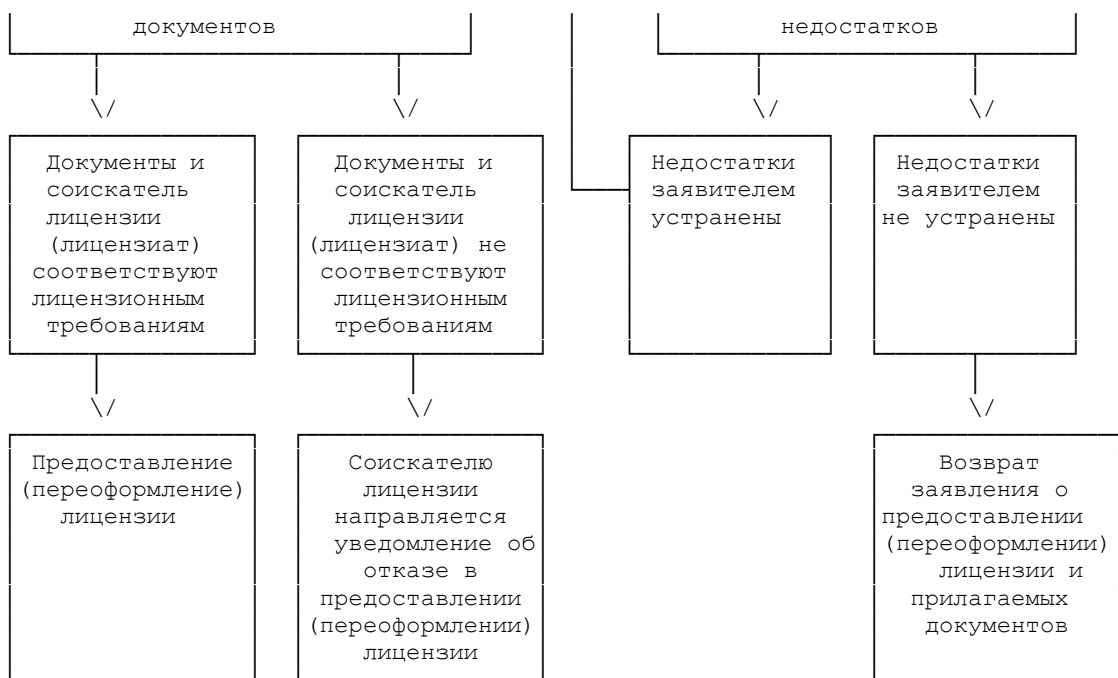 документов
недостатков
\/
\/
\/
\/
Документы и
соискатель
лицензии
(лицензиат)
соответствуют
лицензионным
требованиям
Документы и
соискатель
лицензии
(лицензиат) не
соответствуют
лицензионным
требованиям
Недостатки
заявителем
устранены
Недостатки
заявителем
не устранены
\/
\/
\/
Предоставление
(переоформление)
лицензии
Соискателю
лицензии
направляется
уведомление об
отказе в
предоставлении
(переоформлении)
лицензии
Возврат
заявления о
предоставлении
(переоформлении)
лицензии и
прилагаемых
документов